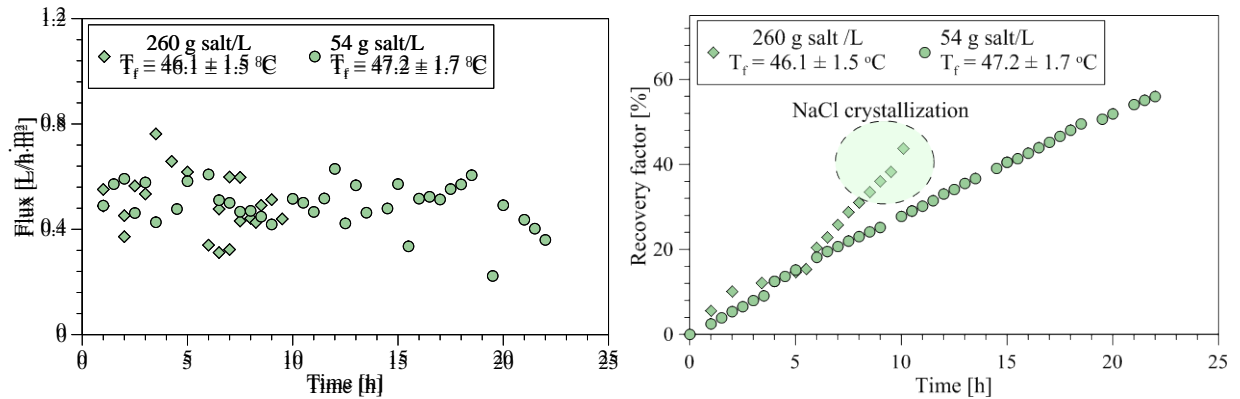 1.2
260 g salt/L 54 g salt/L
T_f = 46.1 ± 1.5 °C T_f = 47.2 ± 1.7 °C
0.8
0.4
0
Flux [L/h·m²]
0 5 10 15 20 25
Time [h]
260 g salt /L 54 g salt/L
T_f = 46.1 ± 1.5 °C T_f = 47.2 ± 1.7 °C
NaCl crystallization
60
40
20
0
Recovery factor [%]
0 5 10 15 20 25
Time [h]